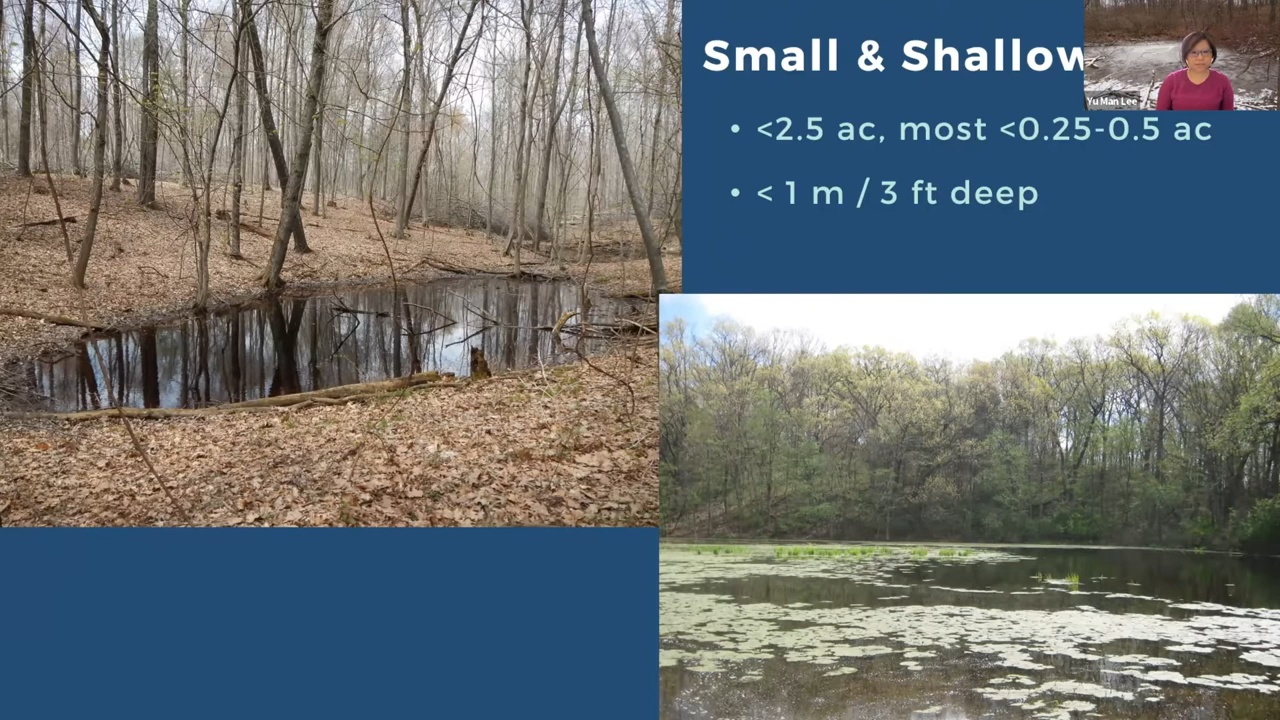 Small & Shallow
Yu Man Lee
• <2.5 ac, most <0.25-0.5 ac
• < 1 m / 3 ft deep